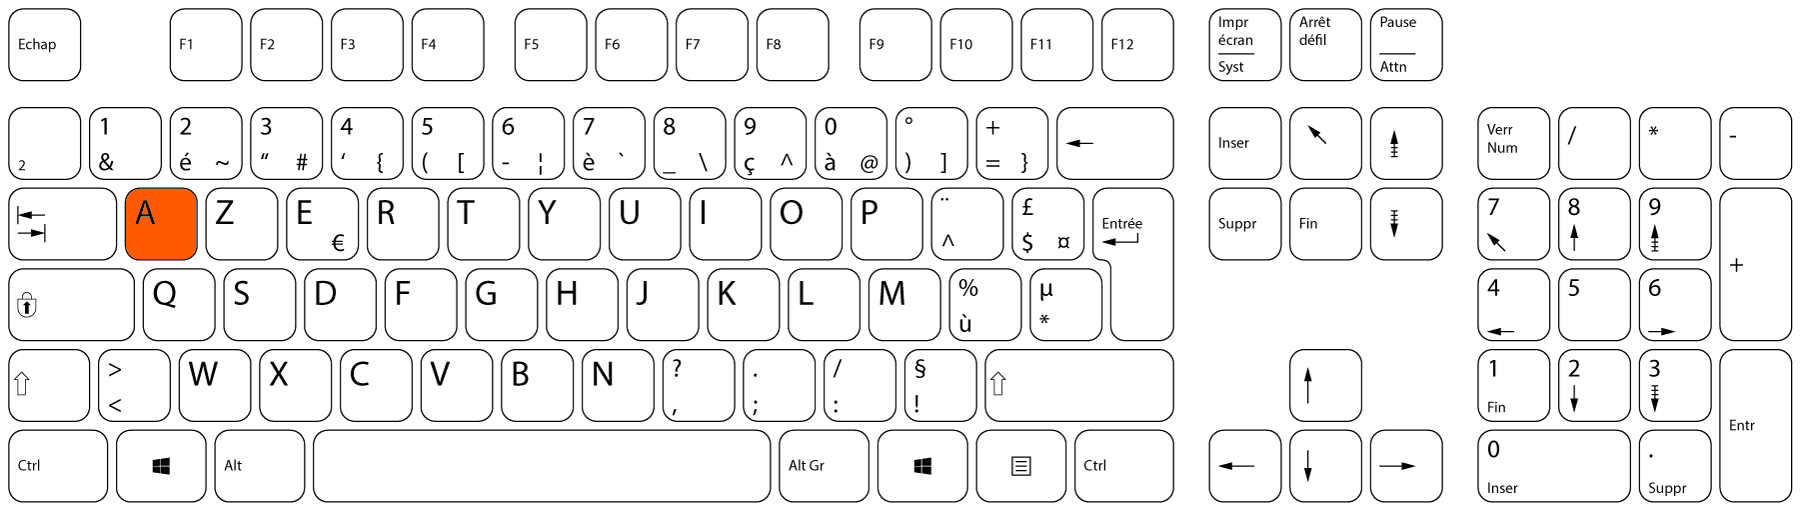 Echap F1 F2 F3 F4 F5 F6 F7 F8 F9 F10 F11 F12 Impr Arrêt Pause
écran défil
Syst Attn
1 2 3 4 5 6 7 8 9 0 ° + Verr / * -
2 & é ~ “ # ‘ { ( [ - ¦ è ` _ \ ç ^ à @ ) ] = } Inser Num
A Z E R T Y U I O P ¨ £ Entrée 7 8 9
€ ^ $ ¤ Suppr Fin +
Q S D F G H J K L M % µ 4 5 6
ù *
> W X C V B N ? . / § 1 2 3
< , ; : ! Fin
Ctrl Alt Alt Gr Ctrl 0 . Entr
Inser Suppr